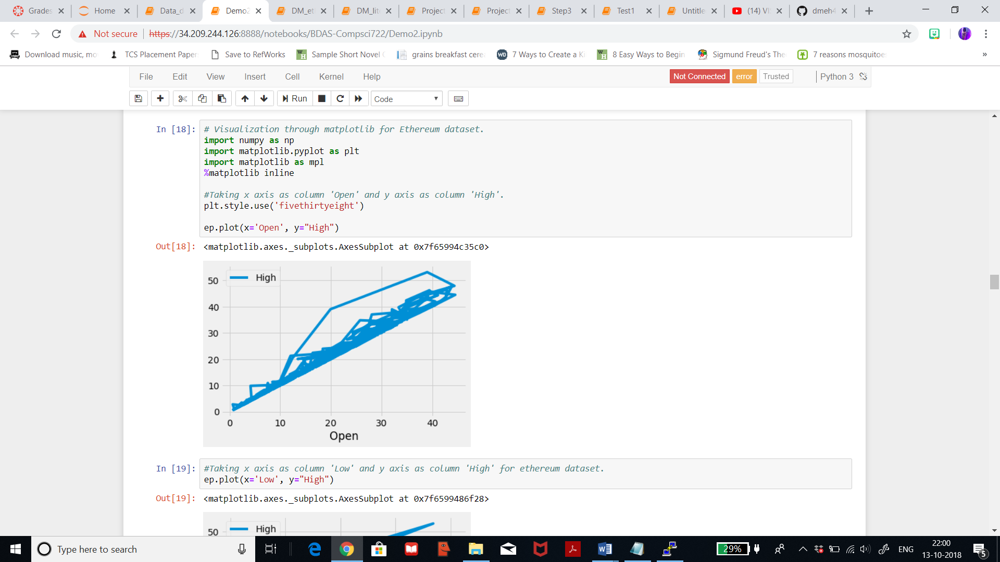 Grades
Home
Data_d
Demo2
DM_et
DM_lit
Project
Project
Step3
Test1
Untitle
(14) VI
dmeh4
Not secure
https://34.209.244.126:8888/notebooks/BDAS-Compsci722/Demo2.ipynb
Download music, mo
TCS Placement Paper
Save to RefWorks
Sample Short Novel
grains breakfast cerea
7 Ways to Create a Ki
8 Easy Ways to Begin
Sigmund Freud's The
7 reasons mosquitoe
»
File Edit View Insert Cell Kernel Help
Not Connected error Trusted Python 3
Run Code
In [18]:
# Visualization through matplotlib for Ethereum dataset.
import numpy as np
import matplotlib.pyplot as plt
import matplotlib as mpl
%matplotlib inline
#Taking x axis as column 'Open' and y axis as column 'High'.
plt.style.use('fivethirtyeight')
ep.plot(x='Open', y="High")
Out[18]: <matplotlib.axes._subplots.AxesSubplot at 0x7f65994c35c0>
High
50
40
30
20
10
0
0 10 20 30 40
Open
In [19]:
#Taking x axis as column 'Low' and y axis as column 'High' for ethereum dataset.
ep.plot(x='Low', y="High")
Out[19]: <matplotlib.axes._subplots.AxesSubplot at 0x7f6599486f28>
High
50
Type here to search
29%
ENG
22:00
13-10-2018
5